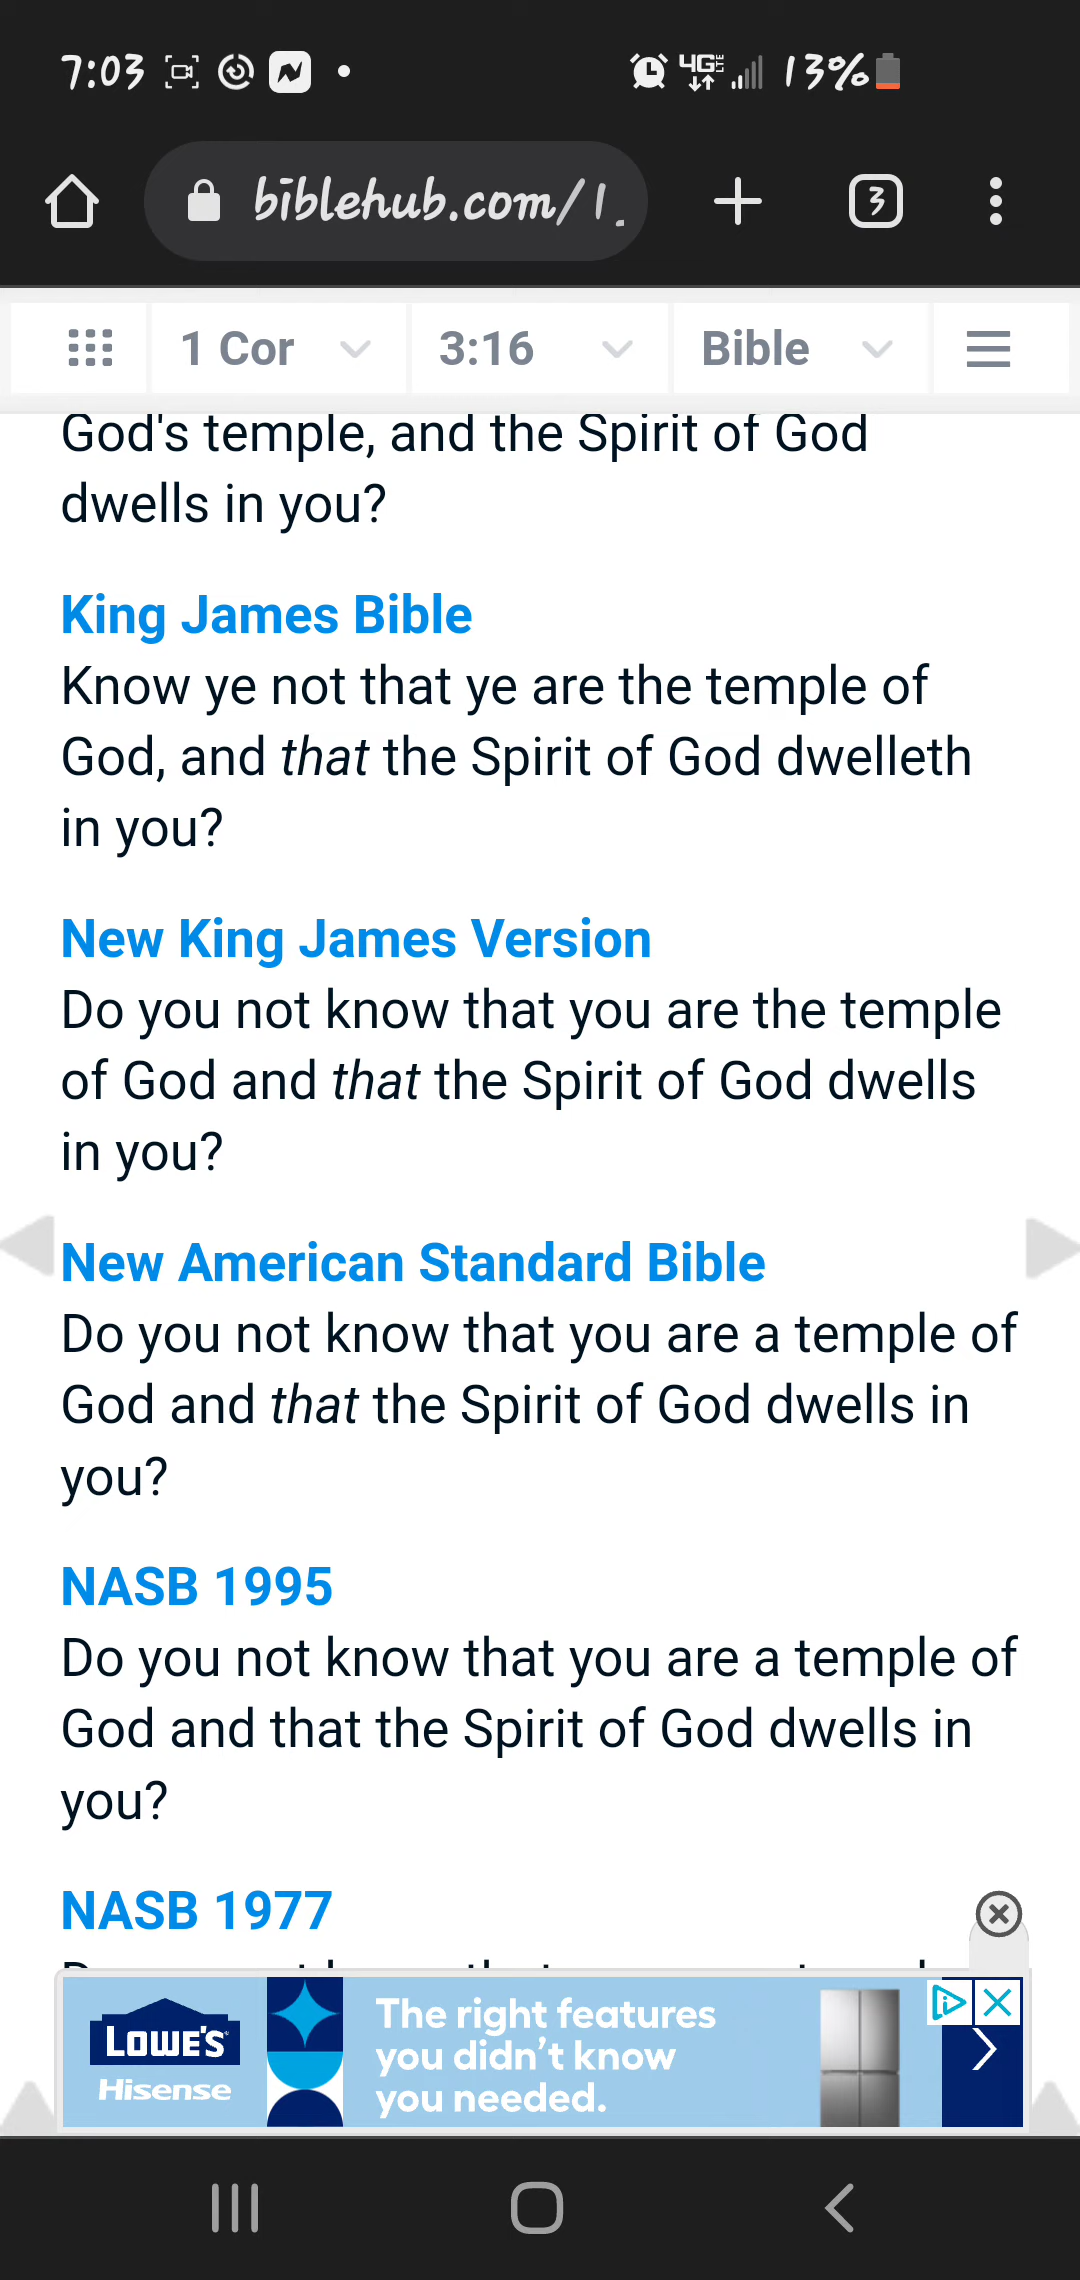 7:03
4G LTE 13%
biblehub.com/1
3
1 Cor
3:16
Bible
God's temple, and the Spirit of God
dwells in you?
King James Bible
Know ye not that ye are the temple of
God, and that the Spirit of God dwelleth
in you?
New King James Version
Do you not know that you are the temple
of God and that the Spirit of God dwells
in you?
New American Standard Bible
Do you not know that you are a temple of
God and that the Spirit of God dwells in
you?
NASB 1995
Do you not know that you are a temple of
God and that the Spirit of God dwells in
you?
NASB 1977
LOWE'S
Hisense
The right features
you didn't know
you needed.